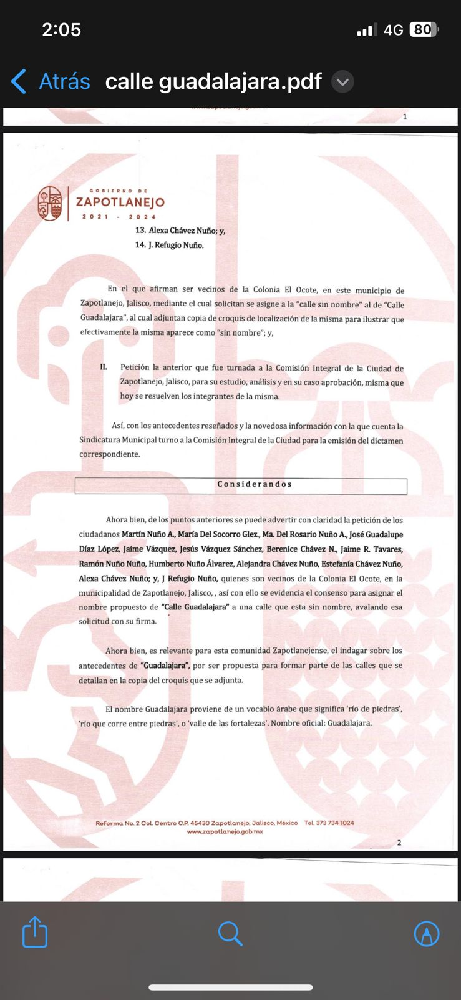 2:05
4G 80
Atrás calle guadalajara.pdf
1
GOBIERNO DE
ZAPOTLANEJO
2021 - 2024
13. Alexa Chávez Nuño; y,
14. J. Refugio Nuño.
En el que afirman ser vecinos de la Colonia El Ocote, en este municipio de
Zapotlanejo, Jalisco, mediante el cual solicitan se asigne a la "calle sin nombre" al de "Calle
Guadalajara", al cual adjuntan copia de croquis de localización de la misma para ilustrar que
efectivamente la misma aparece como "sin nombre"; y,
II. Petición la anterior que fue turnada a la Comisión Integral de la Ciudad de
Zapotlanejo, Jalisco, para su estudio, análisis y en su caso aprobación, misma que
hoy se resuelven los integrantes de la misma.
Así, con los antecedentes reseñados y la novedosa información con la que cuenta la
Sindicatura Municipal turno a la Comisión Integral de la Ciudad para la emisión del dictamen
correspondiente.
Considerandos
Ahora bien, de los puntos anteriores se puede advertir con claridad la petición de los
ciudadanos Martín Nuño A., María Del Socorro Glez., Ma. Del Rosario Nuño A., José Guadalupe
Díaz López, Jaime Vázquez, Jesús Vázquez Sánchez, Berenice Chávez N., Jaime R. Tavares,
Ramón Nuño Nuño, Humberto Nuño Álvarez, Alejandra Chávez Nuño, Estefanía Chávez Nuño,
Alexa Chávez Nuño; y, J Refugio Nuño, quienes son vecinos de la Colonia El Ocote, en la
municipalidad de Zapotlanejo, Jalisco, , así con ello se evidencia el consenso para asignar el
nombre propuesto de "Calle Guadalajara" a una calle que esta sin nombre, avalando esa
solicitud con su firma.
Ahora bien, es relevante para esta comunidad Zapotlanejense, el indagar sobre los
antecedentes de "Guadalajara", por ser propuesta para formar parte de las calles que se
detallan en la copia del croquis que se adjunta.
El nombre Guadalajara proviene de un vocablo árabe que significa 'río de piedras',
'río que corre entre piedras', o 'valle de las fortalezas'. Nombre oficial: Guadalajara.
Reforma No. 2 Col. Centro C.P. 45430 Zapotlanejo, Jalisco, México Tel. 373 734 1024
www.zapotlanejo.gob.mx
2